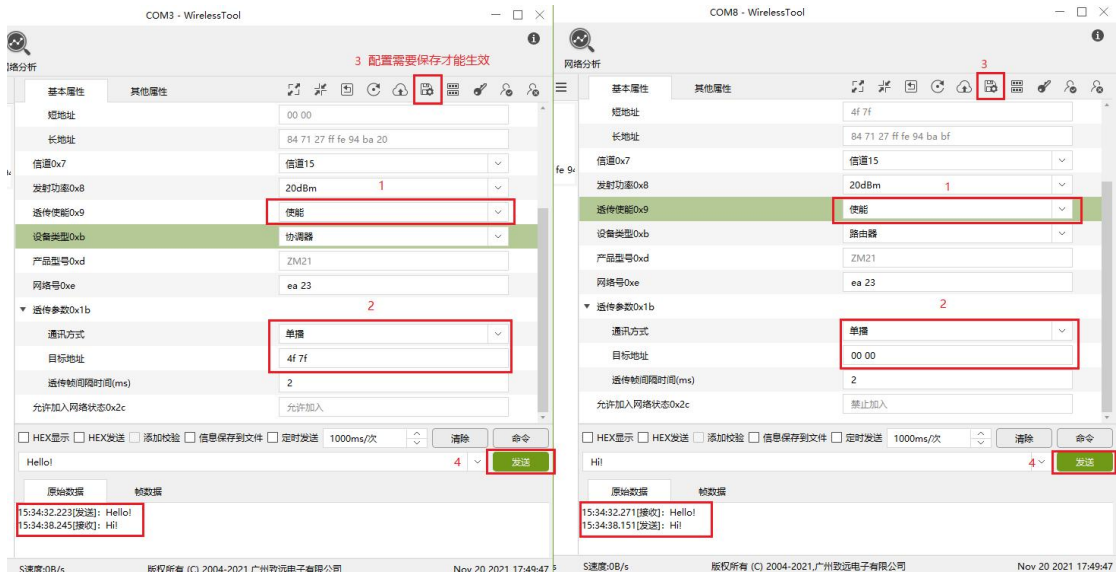 COM3 - WirelessTool
网络分析
3 配置需要保存才能生效
基本属性 其他属性
短地址 00 00
长地址 84 71 27 ff fe 94 ba 20
信道0x7 信道15
发射功率0x8 20dBm
1
透传使能0x9 使能
设备类型0xb 协调器
产品型号0xd ZM21
网络号0xe ea 23
透传参数0x1b
2
通讯方式 单播
目标地址 4f 7f
透传帧间隔时间(ms) 2
允许加入网络状态0x2c 允许加入
HEX显示 HEX发送 添加校验 信息保存到文件 定时发送 1000ms/次 清除 命令
Hello! 4 发送
原始数据 帧数据
15:34:32.223[发送]: Hello!
15:34:38.245[接收]: Hi!
S速度:0B/s 版权所有 (C) 2004-2021,广州致远电子有限公司 Nov 20 2021 17:49:47
COM8 - WirelessTool
网络分析
3
基本属性 其他属性
短地址 4f 7f
长地址 84 71 27 ff fe 94 ba bf
fe 94
信道0x7 信道15
发射功率0x8 20dBm
1
透传使能0x9 使能
设备类型0xb 路由器
产品型号0xd ZM21
网络号0xe ea 23
透传参数0x1b
2
通讯方式 单播
目标地址 00 00
透传帧间隔时间(ms) 2
允许加入网络状态0x2c 禁止加入
HEX显示 HEX发送 添加校验 信息保存到文件 定时发送 1000ms/次 清除 命令
Hi! 4 发送
原始数据 帧数据
15:34:32.271[接收]: Hello!
15:34:38.151[发送]: Hi!
S速度:0B/s 版权所有 (C) 2004-2021,广州致远电子有限公司 Nov 20 2021 17:49:47